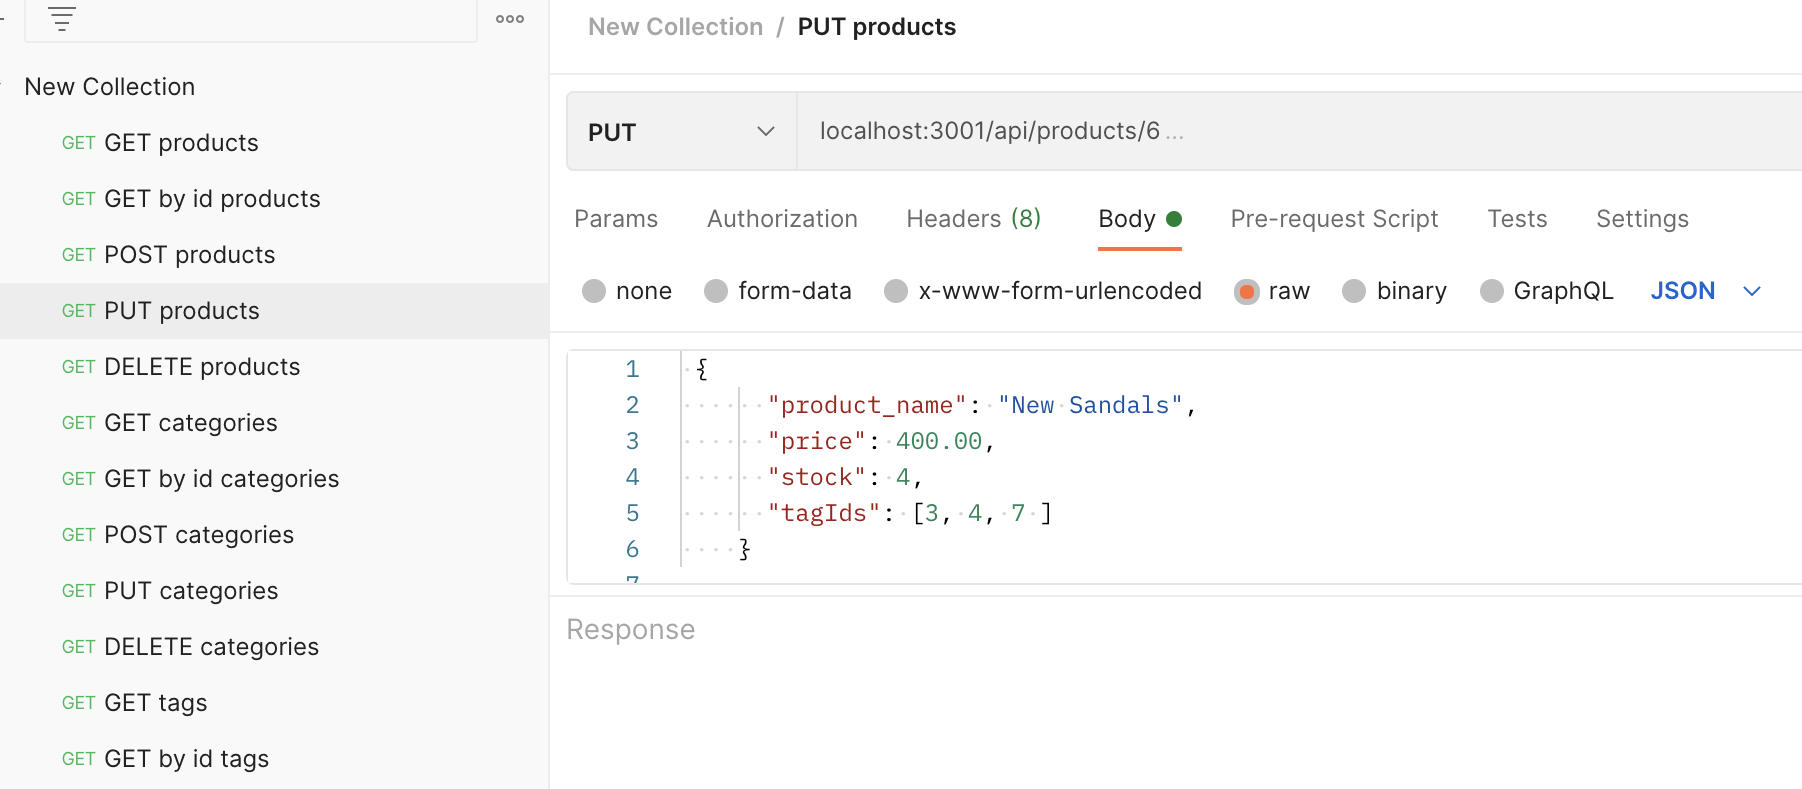 New Collection
GET GET products
GET GET by id products
GET POST products
GET PUT products
GET DELETE products
GET GET categories
GET GET by id categories
GET POST categories
GET PUT categories
GET DELETE categories
GET GET tags
GET GET by id tags
New Collection / PUT products
PUT localhost:3001/api/products/6 ...
Params Authorization Headers (8) Body Pre-request Script Tests Settings
none form-data x-www-form-urlencoded raw binary GraphQL JSON
1 {
2 "product_name": "New Sandals",
3 "price": 400.00,
4 "stock": 4,
5 "tagIds": [3, 4, 7 ]
6 }
7
Response